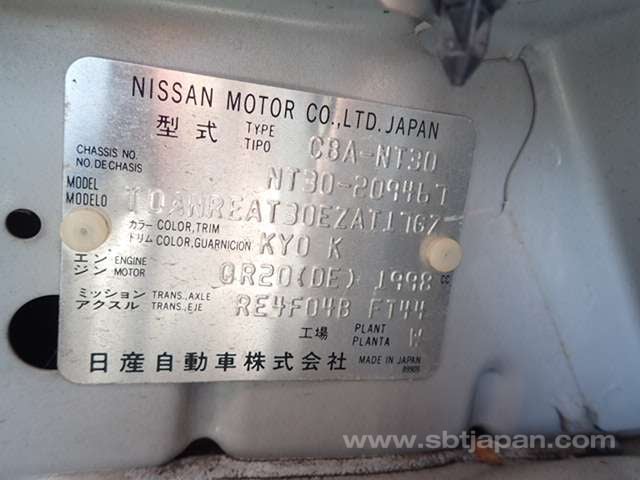 NISSAN MOTOR CO.,LTD. JAPAN
型式 TYPE TIPO CBA-NT30
CHASSIS NO. NO. DE CHASIS NT30-209467
MODEL MODELO TDANREAT30EZAT1767
カラー COLOR, TRIM トリム COLOR, GUARNICION KY0 K
エンジン ENGINE MOTOR QR20(DE) 1998 CC
ミッション TRANS., AXLE アクスル TRANS., EJE RE4F04B FT44
工場 PLANT PLANTA W
日産自動車株式会社 MADE IN JAPAN
www.sbtjapan.com